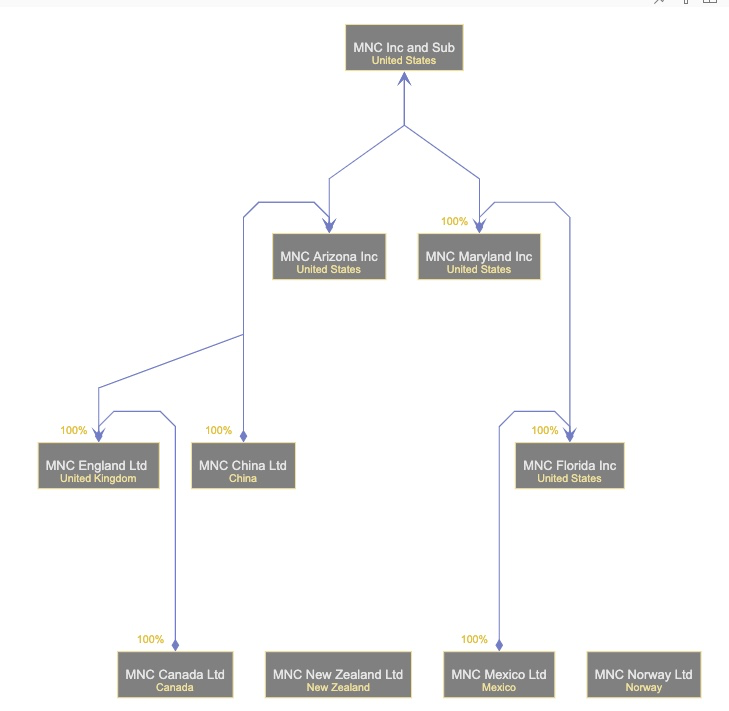 MNC Inc and Sub
United States
100%
MNC Arizona Inc
United States
MNC Maryland Inc
United States
100%
100%
100%
MNC England Ltd
United Kingdom
MNC China Ltd
China
MNC Florida Inc
United States
100%
100%
MNC Canada Ltd
Canada
MNC New Zealand Ltd
New Zealand
MNC Mexico Ltd
Mexico
MNC Norway Ltd
Norway